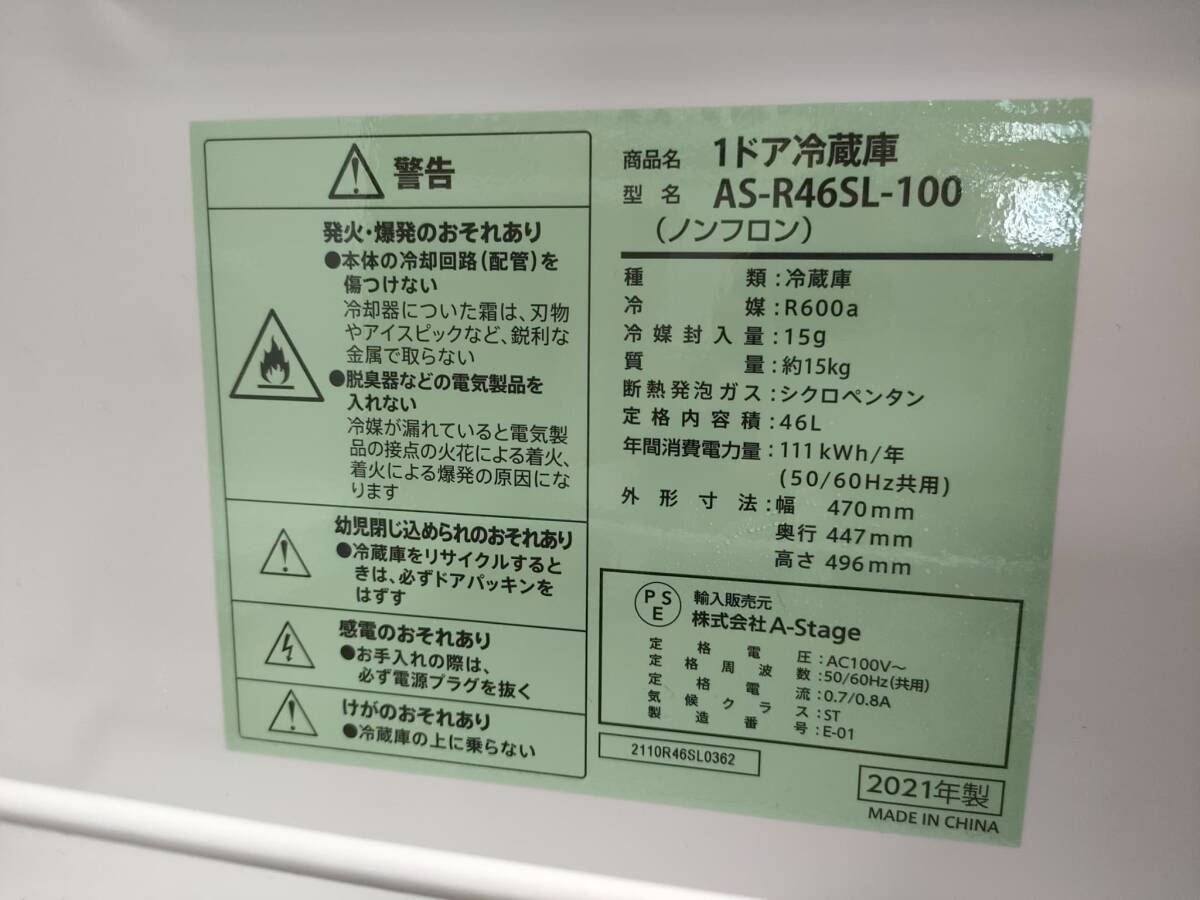 警告
発火・爆発のおそれあり
●本体の冷却回路(配管)を
傷つけない
冷却器についた霜は、刃物
やアイスピックなど、鋭利な
金属で取らない
●脱臭器などの電気製品を
入れない
冷媒が漏れていると電気製
品の接点の火花による着火、
着火による爆発の原因にな
ります
幼児閉じ込められのおそれあり
●冷蔵庫をリサイクルすると
きは、必ずドアパッキンを
はずす
感電のおそれあり
●お手入れの際は、
必ず電源プラグを抜く
けがのおそれあり
●冷蔵庫の上に乗らない
商品名 1ドア冷蔵庫
型名 AS-R46SL-100
(ノンフロン)
種類:冷蔵庫
冷媒:R600a
冷媒封入量:15g
質量:約15kg
断熱発泡ガス:シクロペンタン
定格内容積:46L
年間消費電力量:111kWh/年
(50/60Hz共用)
外形寸法:幅 470mm
奥行 447mm
高さ 496mm
PSE 輸入販売元
株式会社A-Stage
定格電圧:AC100V～
定格周波数:50/60Hz(共用)
定格電流:0.7/0.8A
気候クラス:ST
製造番号:E-01
2110R46SL0362
2021年製
MADE IN CHINA